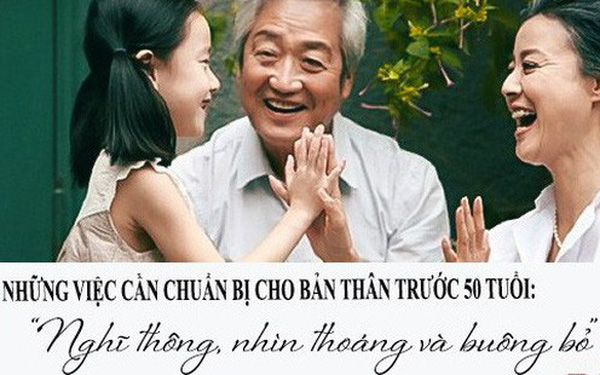 NHỮNG VIỆC CẦN CHUẨN BỊ CHO BẢN THÂN TRƯỚC 50 TUỔI:
“Nghĩ thông, nhìn thoáng và buông bỏ”